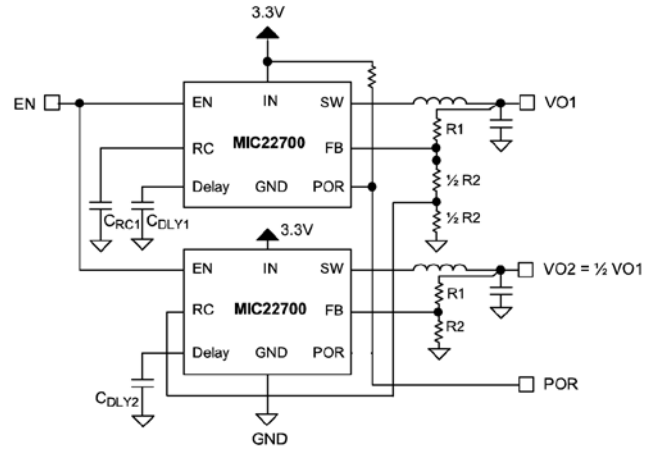 3.3V
EN
EN
IN
SW
VO1
R1
RC
MIC22700
FB
½ R2
Delay
GND
POR
½ R2
CRC1
CDLY1
3.3V
EN
IN
SW
VO2 = ½ VO1
R1
RC
MIC22700
FB
R2
Delay
GND
POR
CDLY2
POR
GND